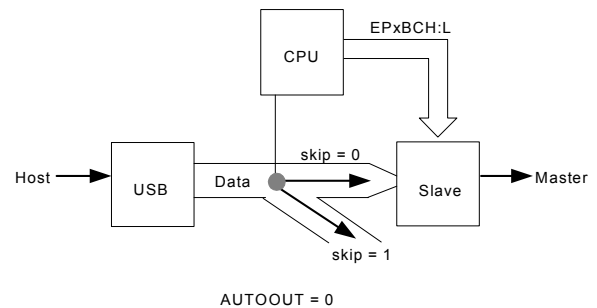 EPxBCH:L
CPU
skip = 0
Host
USB
Data
Slave
Master
skip = 1
AUTOOUT = 0